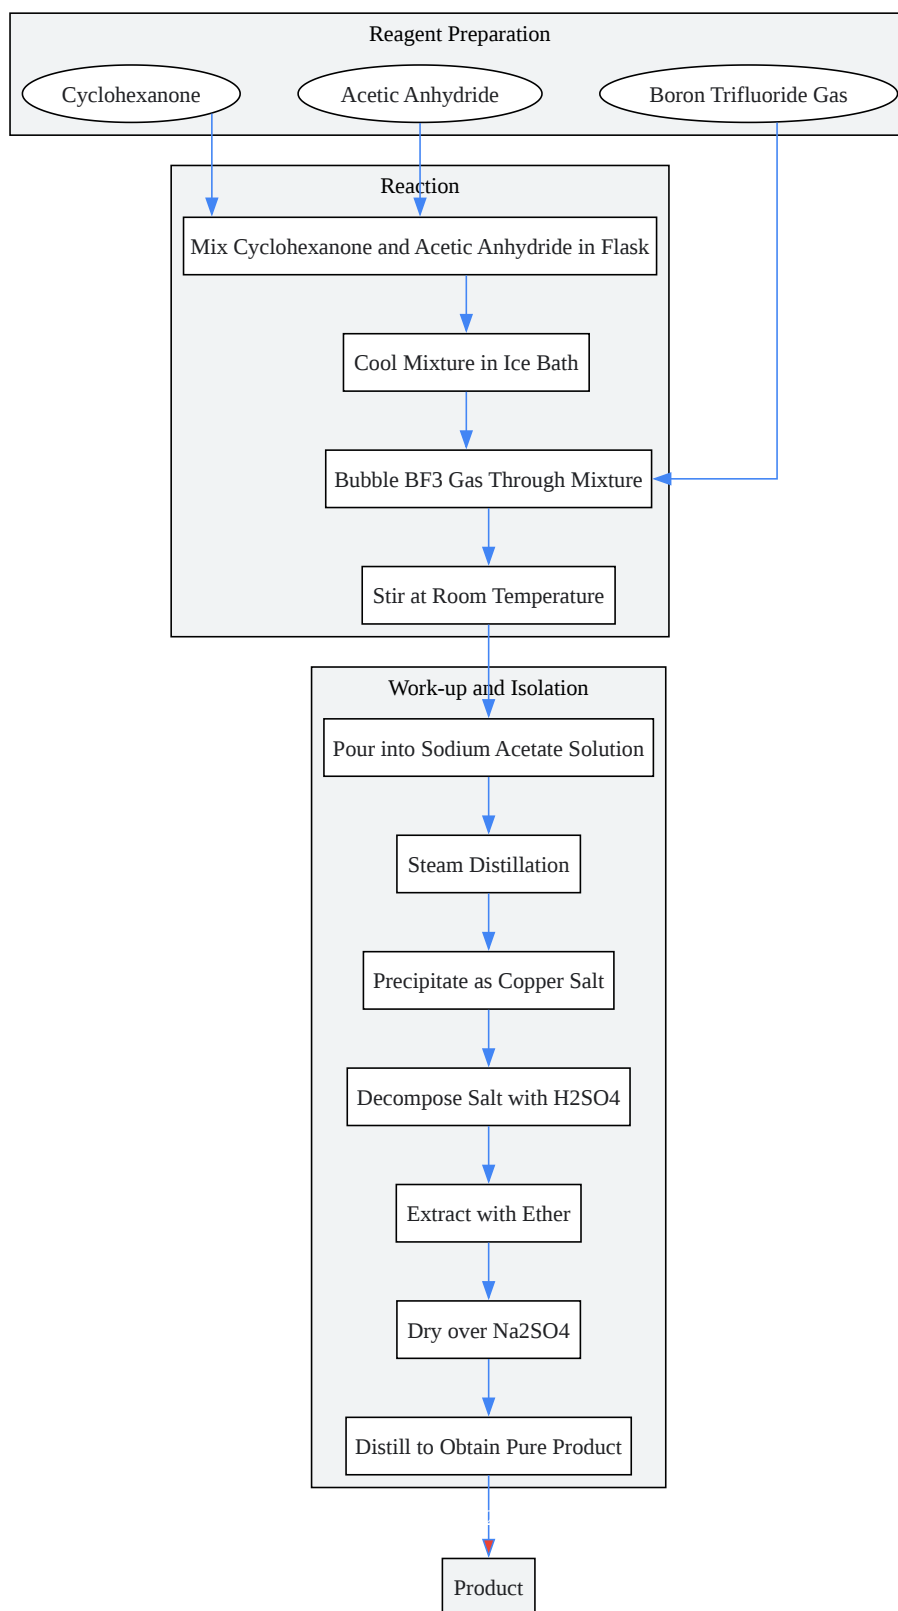 Reagent Preparation
Cyclohexanone
Acetic Anhydride
Boron Trifluoride Gas
Reaction
Mix Cyclohexanone and Acetic Anhydride in Flask
Cool Mixture in Ice Bath
Bubble BF3 Gas Through Mixture
Stir at Room Temperature
Work-up and Isolation
Pour into Sodium Acetate Solution
Steam Distillation
Precipitate as Copper Salt
Decompose Salt with H2SO4
Extract with Ether
Dry over Na2SO4
Distill to Obtain Pure Product
Product